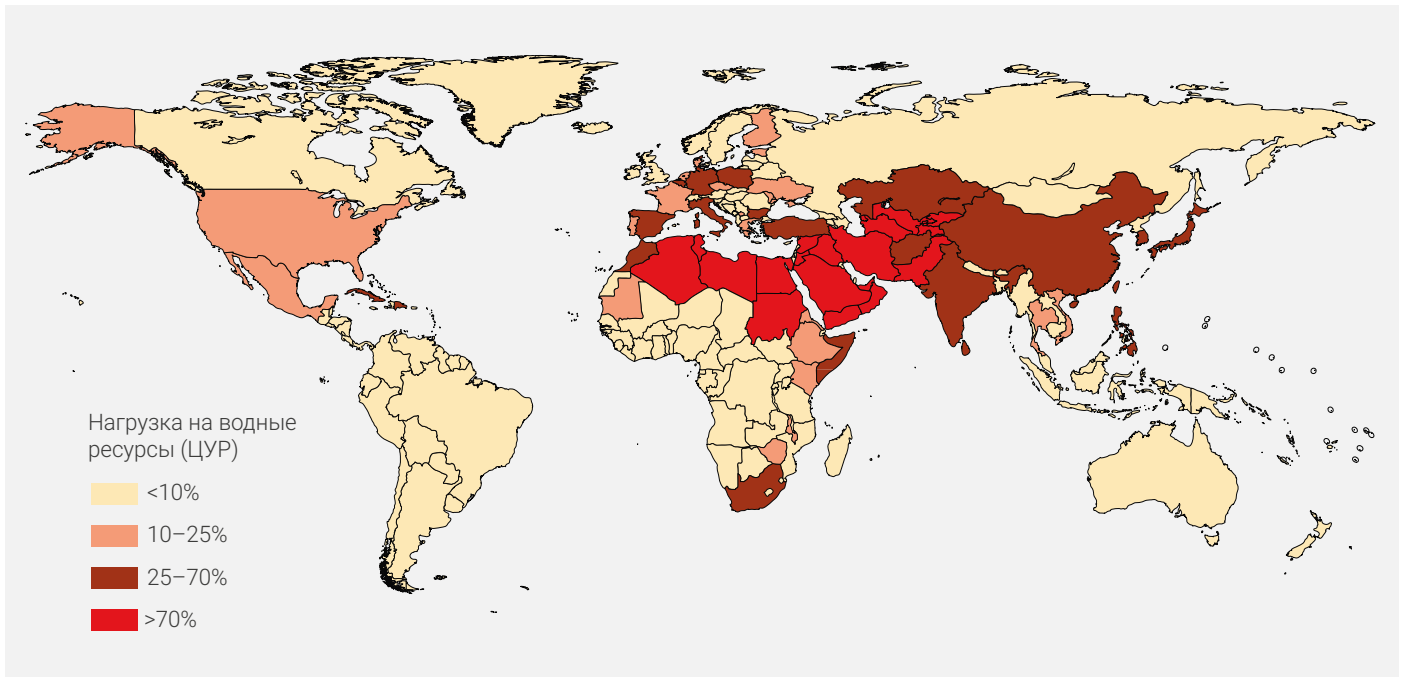 Нагрузка на водные
ресурсы (ЦУР)
<10%
10–25%
25–70%
>70%